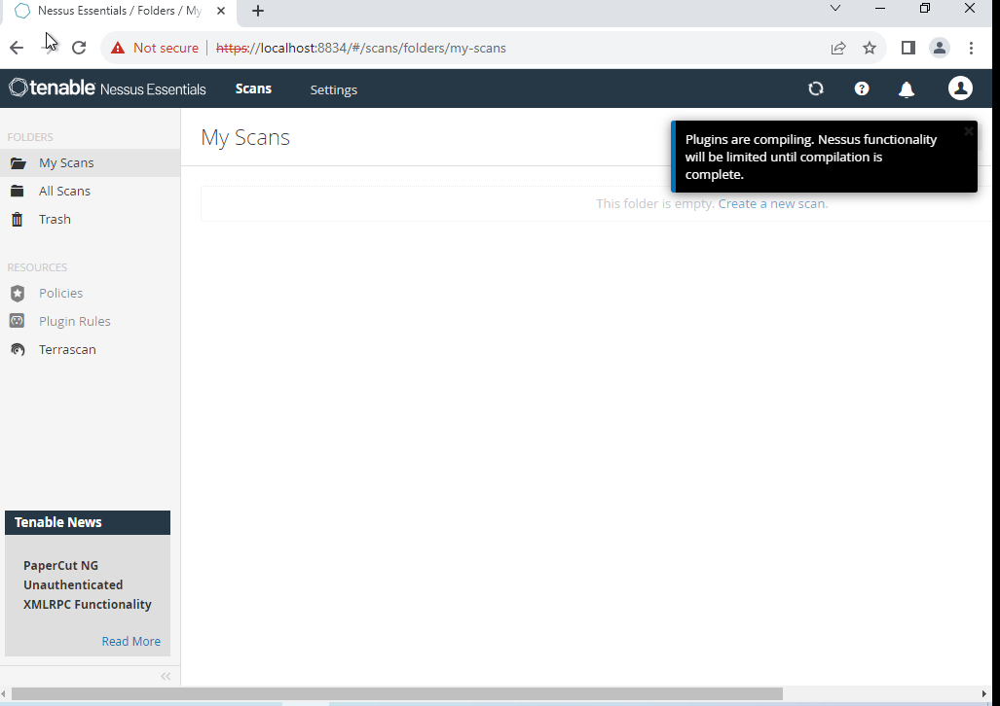 Nessus Essentials / Folders / My
Not secure
https://localhost:8834/#/scans/folders/my-scans
tenable Nessus Essentials
Scans
Settings
FOLDERS
My Scans
All Scans
Trash
RESOURCES
Policies
Plugin Rules
Terrascan
Tenable News
PaperCut NG
Unauthenticated
XMLRPC Functionality
Read More
My Scans
Plugins are compiling. Nessus functionality
will be limited until compilation is
complete.
This folder is empty. Create a new scan.